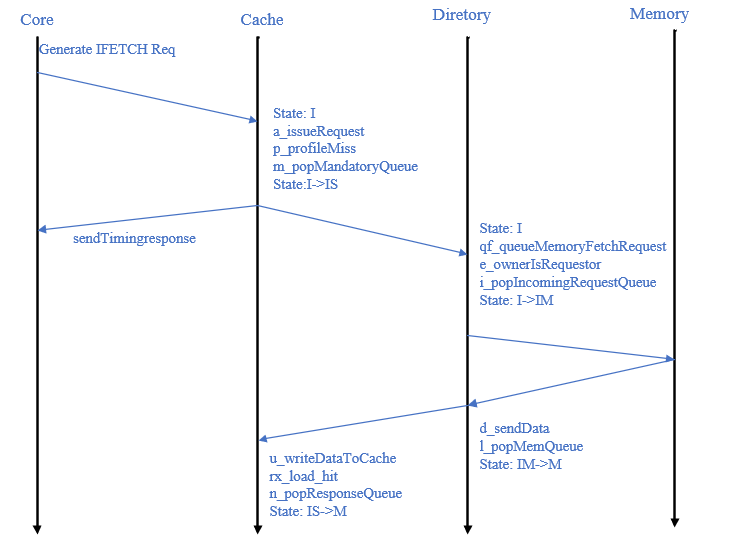 Core
Cache
Diretory
Memory
Generate IFETCH Req
State: I
a_issueRequest
p_profileMiss
m_popMandatoryQueue
State:I->IS
sendTimingresponse
State: I
qf_queueMemoryFetchRequest
e_ownerIsRequestor
i_popIncomingRequestQueue
State: I->IM
d_sendData
l_popMemQueue
State: IM->M
u_writeDataToCache
rx_load_hit
n_popResponseQueue
State: IS->M